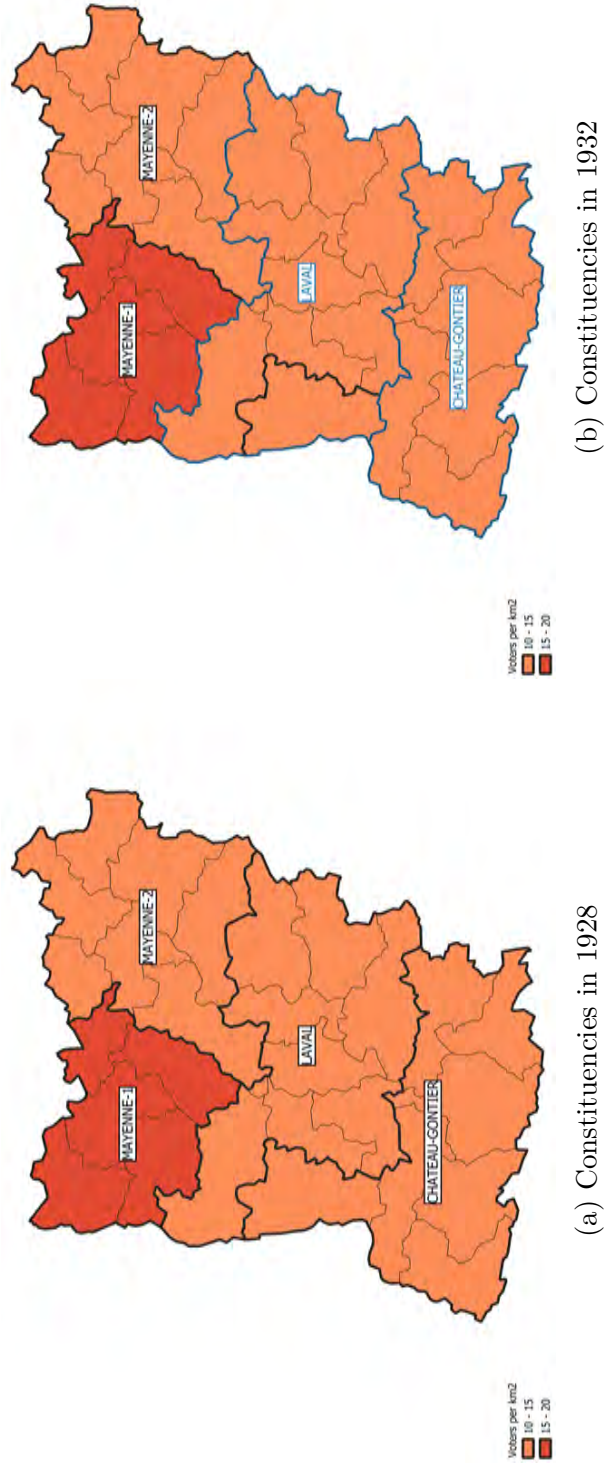 MAYENNE-1
MAYENNE-2
LAVAL
CHATEAU-GONTIER
Voters per km2
10 - 15
15 - 20
(a) Constituencies in 1928
MAYENNE-1
MAYENNE-2
LAVAL
CHATEAU-GONTIER
Voters per km2
10 - 15
15 - 20
(b) Constituencies in 1932